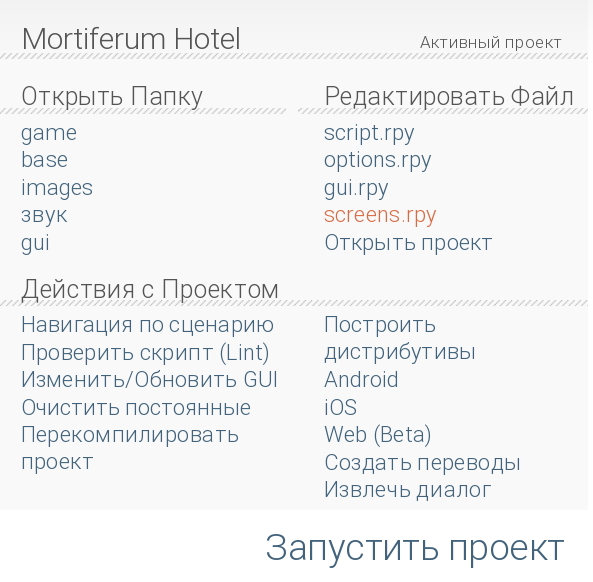 Mortiferum Hotel
Активный проект
Открыть Папку
game
base
images
звук
gui
Редактировать Файл
script.rpy
options.rpy
gui.rpy
screens.rpy
Открыть проект
Действия с Проектом
Навигация по сценарию
Проверить скрипт (Lint)
Изменить/Обновить GUI
Очистить постоянные
Перекомпилировать
проект
Построить
дистрибутивы
Android
iOS
Web (Beta)
Создать переводы
Извлечь диалог
Запустить проект